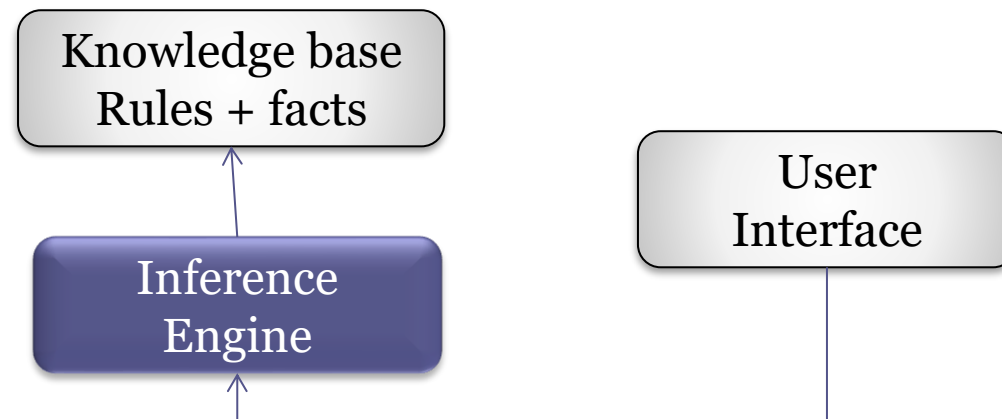 Knowledge base
Rules + facts
User
Interface
Inference
Engine